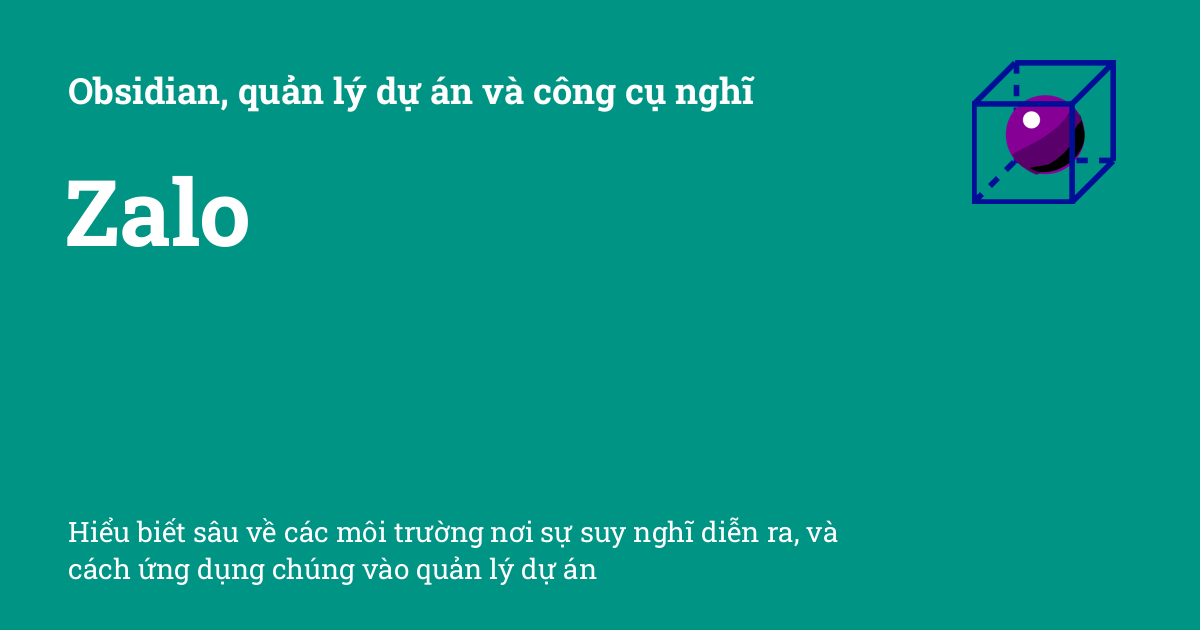 Obsidian, quản lý dự án và công cụ nghĩ
Zalo
Hiểu biết sâu về các môi trường nơi sự suy nghĩ diễn ra, và
cách ứng dụng chúng vào quản lý dự án